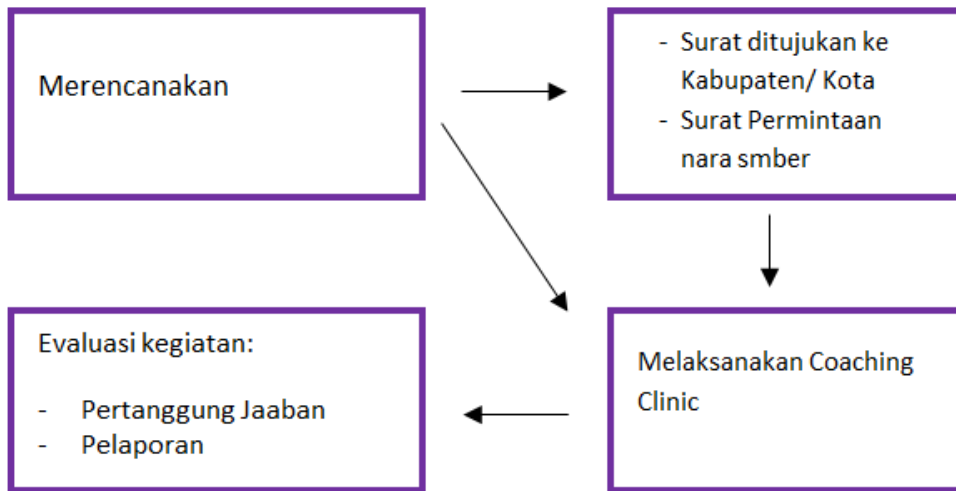 Merencanakan
- Surat ditujukan ke
Kabupaten/ Kota
- Surat Permintaan
nara smber
Evaluasi kegiatan:
- Pertanggung Jaaban
- Pelaporan
Melaksanakan Coaching
Clinic